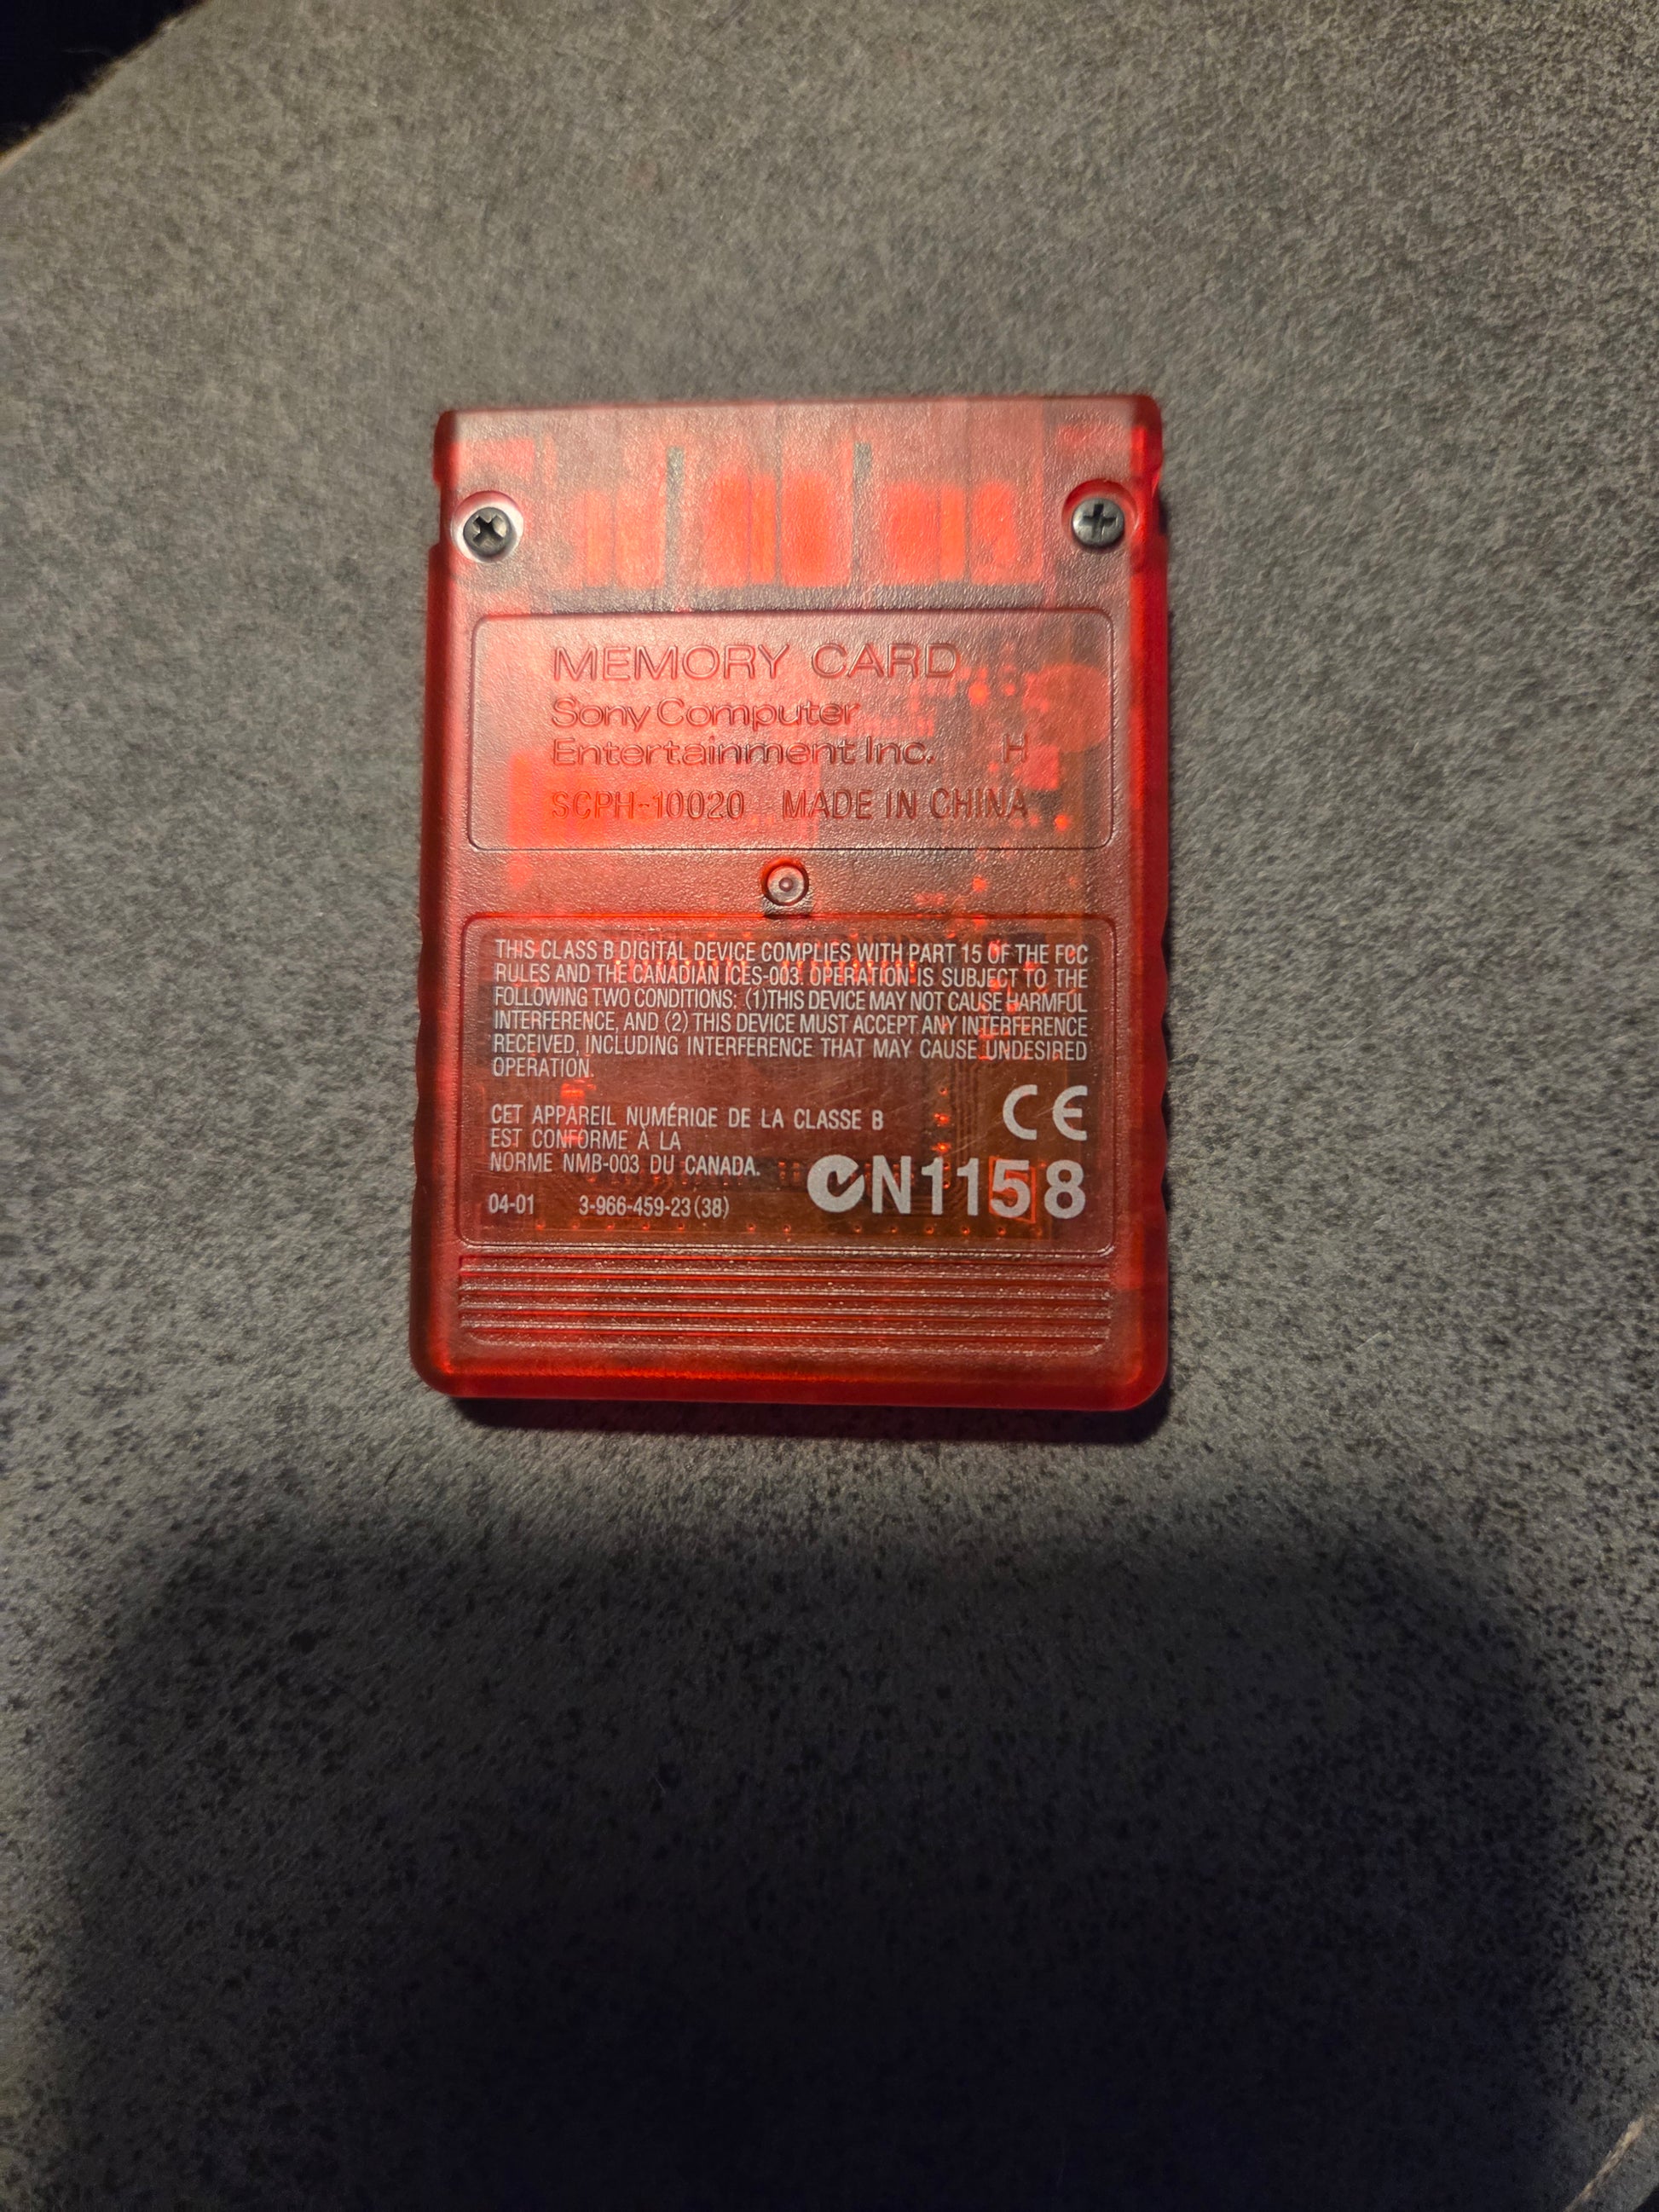 MEMORY CARD
Sony Computer
Entertainment Inc. H
SCPH-10020 MADE IN CHINA
THIS CLASS B DIGITAL DEVICE COMPLIES WITH PART 15 OF THE FCC
RULES AND THE CANADIAN ICES-003. OPERATION IS SUBJECT TO THE
FOLLOWING TWO CONDITIONS: (1)THIS DEVICE MAY NOT CAUSE HARMFUL
INTERFERENCE, AND (2) THIS DEVICE MUST ACCEPT ANY INTERFERENCE
RECEIVED, INCLUDING INTERFERENCE THAT MAY CAUSE UNDESIRED
OPERATION.
CET APPAREIL NUMÉRIQE DE LA CLASSE B
EST CONFORME À LA
NORME NMB-003 DU CANADA.
CE
N1158
04-01 3-966-459-23(38)